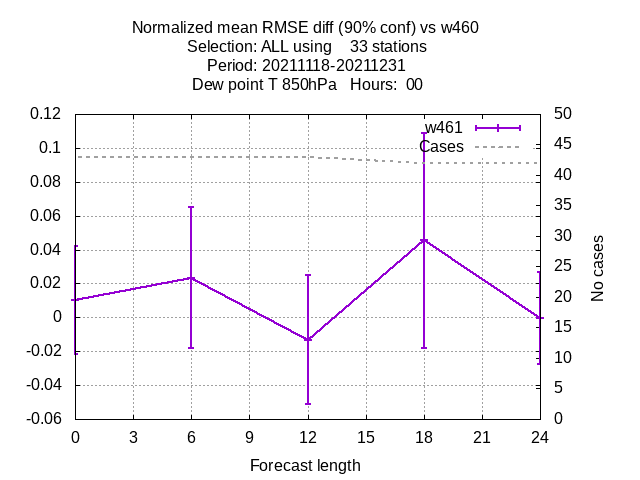 Normalized mean RMSE diff (90% conf) vs w460
Selection: ALL using    33 stations
Period: 20211118-20211231
Dew point T 850hPa   Hours:  00
w461
Cases
0.12
0.1
0.08
0.06
0.04
0.02
0
-0.02
-0.04
-0.06
50
45
40
35
30
25
20
15
10
5
0
No cases
0 3 6 9 12 15 18 21 24
Forecast length